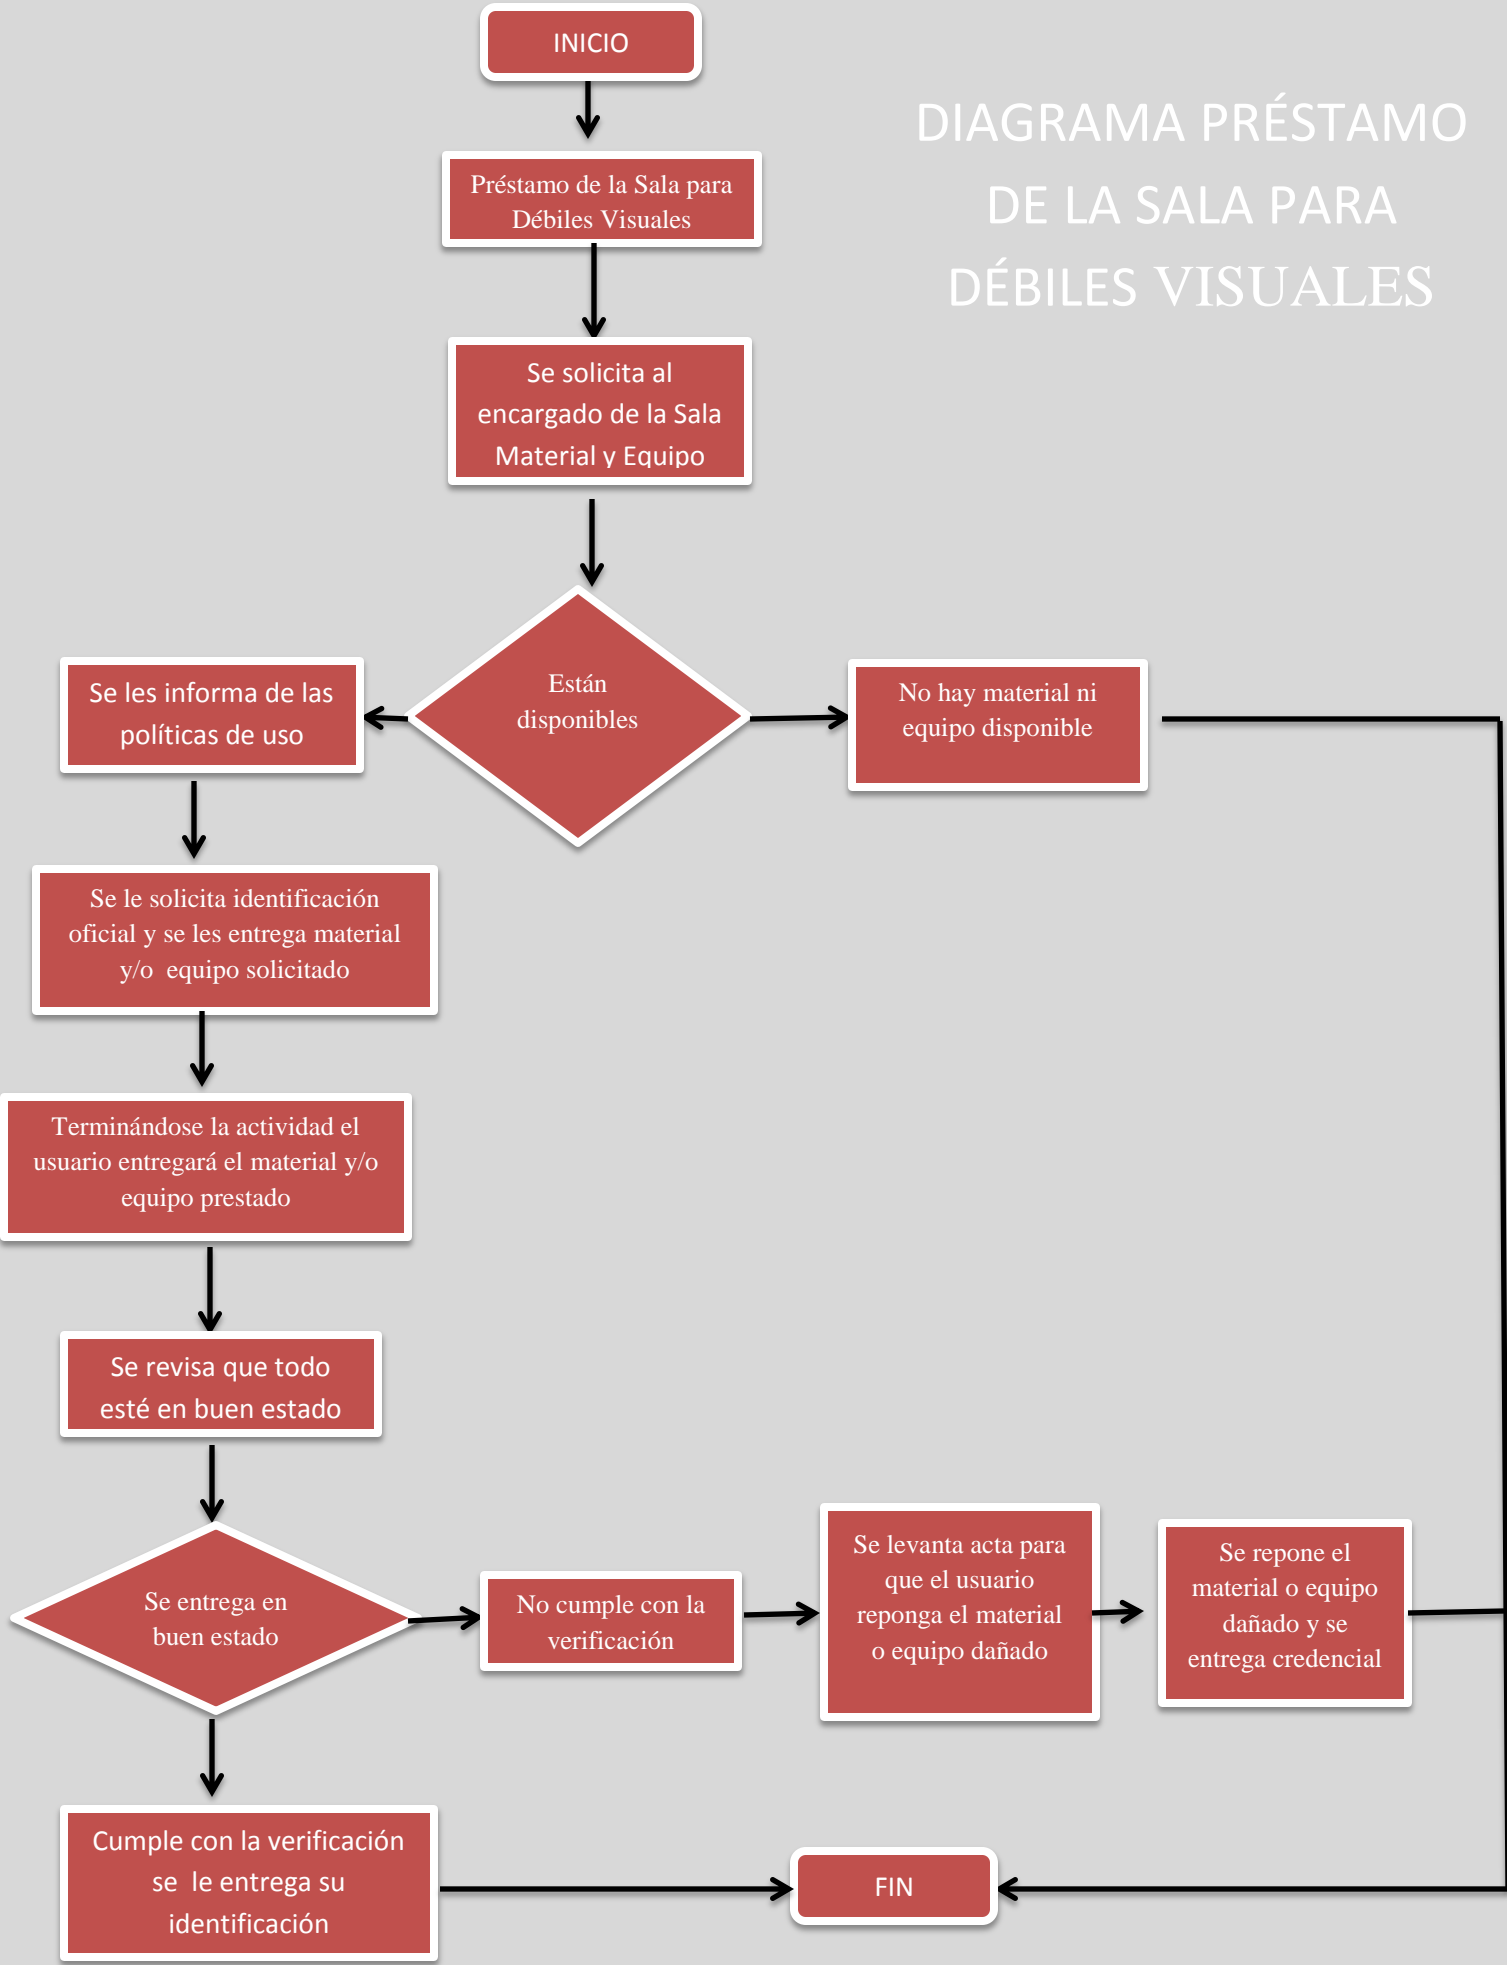 INICIO
DIAGRAMA PRÉSTAMO
DE LA SALA PARA
DÉBILES VISUALES
Préstamo de la Sala para
Débiles Visuales
Se solicita al
encargado de la Sala
Material y Equipo
Están
disponibles
Se les informa de las
políticas de uso
No hay material ni
equipo disponible
Se le solicita identificación
oficial y se les entrega material
y/o equipo solicitado
Terminándose la actividad el
usuario entregará el material y/o
equipo prestado
Se revisa que todo
esté en buen estado
Se entrega en
buen estado
No cumple con la
verificación
Se levanta acta para
que el usuario
reponga el material
o equipo dañado
Se repone el
material o equipo
dañado y se
entrega credencial
Cumple con la verificación
se le entrega su
identificación
FIN